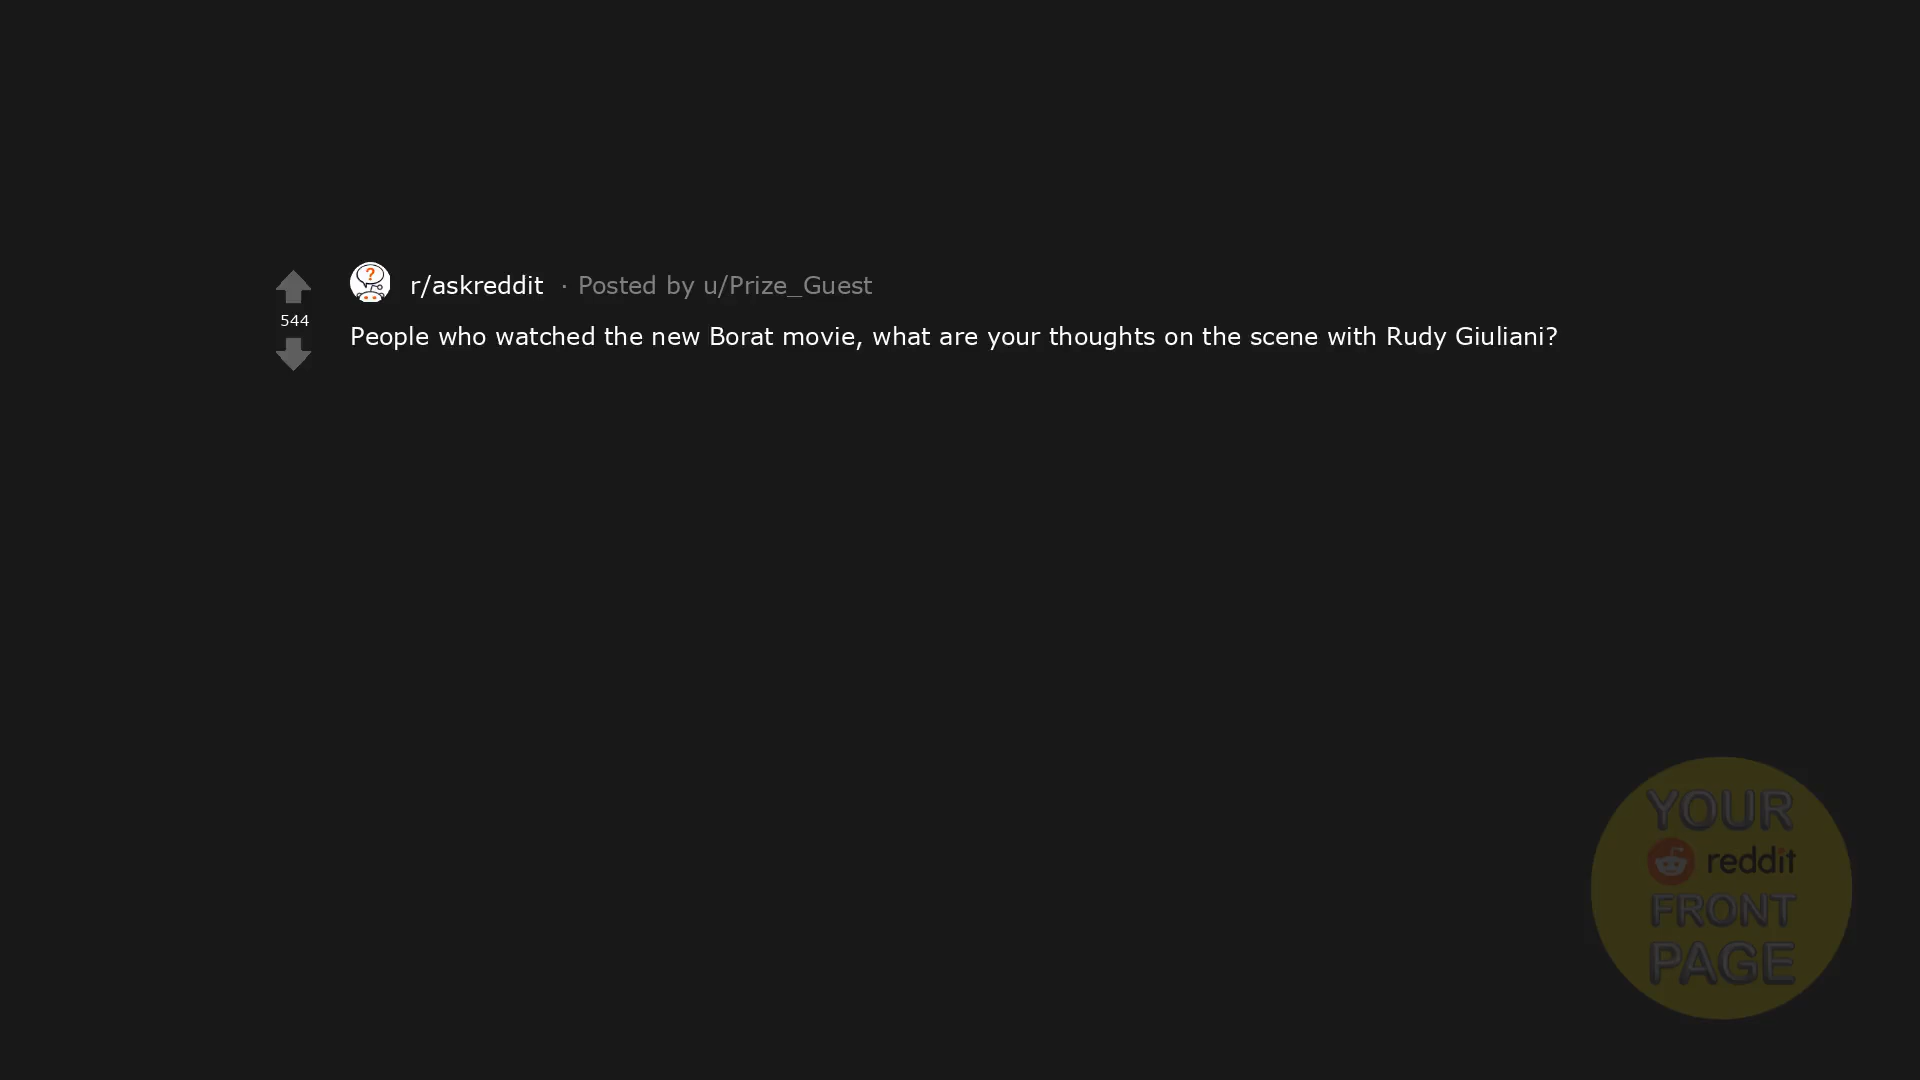 r/askreddit · Posted by u/Prize_Guest
544
People who watched the new Borat movie, what are your thoughts on the scene with Rudy Giuliani?
YOUR
reddit
FRONT
PAGE